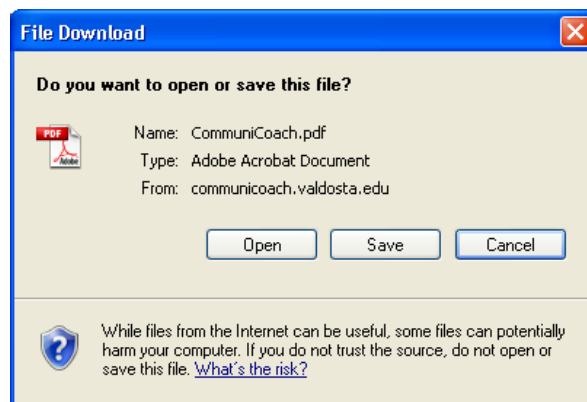 File Download
Do you want to open or save this file?
PDF
Adobe
Name: CommuniCoach.pdf
Type: Adobe Acrobat Document
From: communicoach.valdosta.edu
Open Save Cancel
?
While files from the Internet can be useful, some files can potentially
harm your computer. If you do not trust the source, do not open or
save this file. What's the risk?